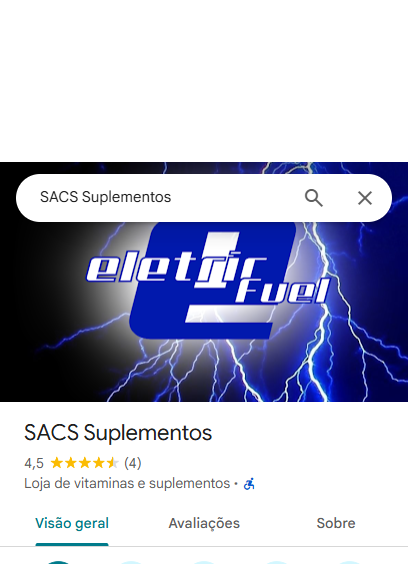 SACS Suplementos
eletric
Fuel
SACS Suplementos
4,5 (4)
Loja de vitaminas e suplementos ·
Visão geral Avaliações Sobre